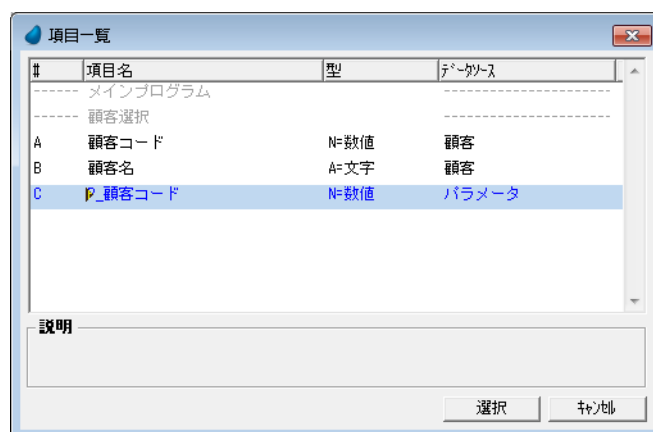 項目一覧
# 項目名 型 ﾃﾞｰﾀｿｰｽ
------ メインプログラム -----------------------
------ 顧客選択 -----------------------
A 顧客コード N=数値 顧客
B 顧客名 A=文字 顧客
C P_顧客コード N=数値 パラメータ
説明
選択 ｷｬﾝｾﾙ